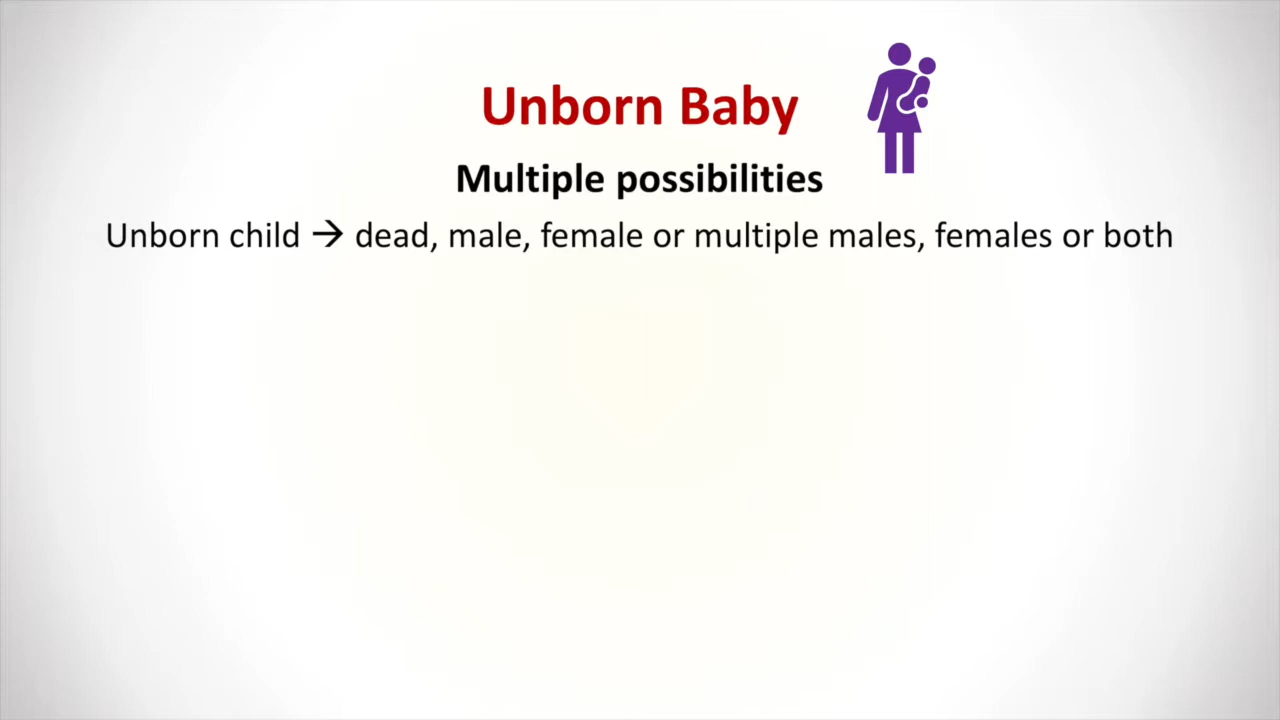 Unborn Baby
Multiple possibilities
Unborn child → dead, male, female or multiple males, females or both